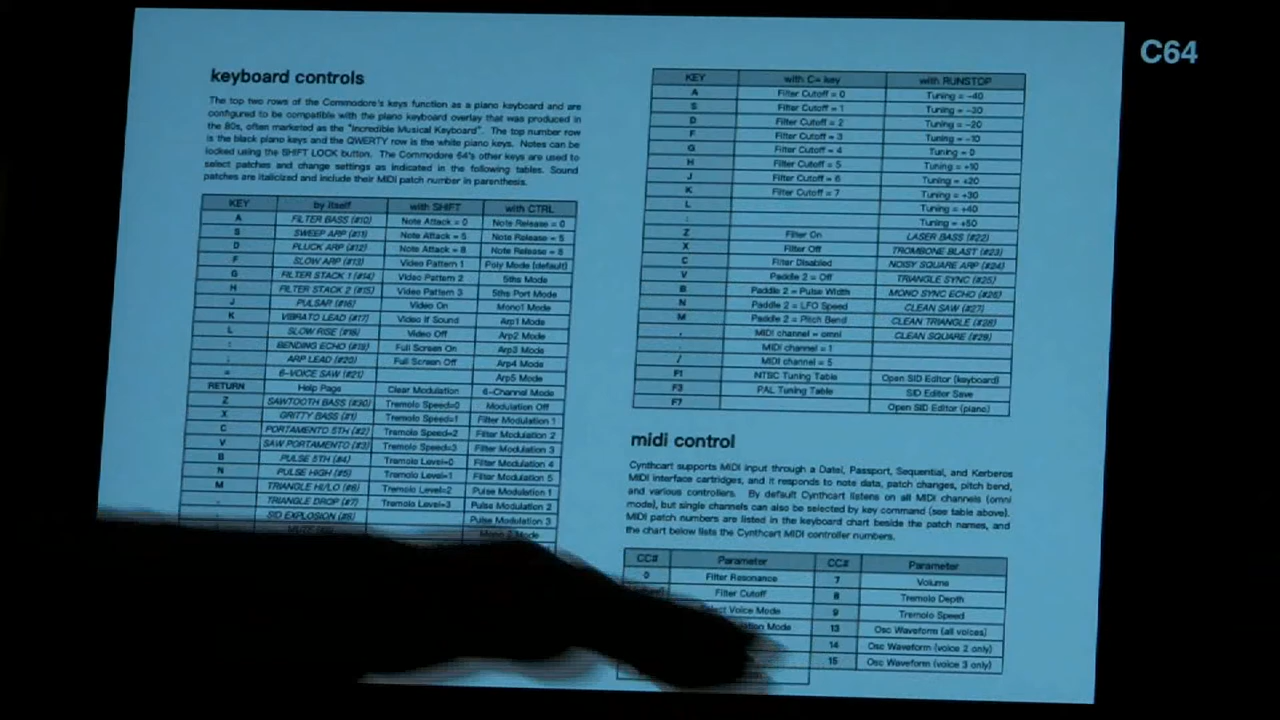 C64
keyboard controls
The top two rows of the Commodore's keys function as a piano keyboard and are
configured to be compatible with the piano keyboard overlay that was produced in
the 80s, often marketed as the "Incredible Musical Keyboard". The top number row
is the black piano keys and the QWERTY row is the white piano keys. Notes can be
locked using the SHIFT LOCK button. The Commodore 64's other keys are used to
select patches and change settings as indicated in the following tables. Sound
patches are italicized and include their MIDI patch number in parenthesis.
KEY by itself with SHIFT with CTRL
A FILTER BASS (#10) Note Attack = 0 Note Release = 0
S SWEEP ARP (#11) Note Attack = 5 Note Release = 5
D PLUCK ARP (#12) Note Attack = 8 Note Release = 8
F SLOW ARP (#13) Video Pattern 1 Poly Mode (default)
G FILTER STACK 1 (#14) Video Pattern 2 5ths Mode
H FILTER STACK 2 (#15) Video Pattern 3 5ths Port Mode
J PULSAR (#16) Video On Mono1 Mode
K VIBRATO LEAD (#17) Video If Sound Arp1 Mode
L SLOW RISE (#18) Video Off Arp2 Mode
: BENDING ECHO (#19) Full Screen On Arp3 Mode
; ARP LEAD (#20) Full Screen Off Arp4 Mode
= 6-VOICE SAW (#21) Arp5 Mode
RETURN Help Page Clear Modulation 6-Channel Mode
Z SAWTOOTH BASS (#30) Tremolo Speed=0 Modulation Off
X GRITTY BASS (#1) Tremolo Speed=1 Filter Modulation 1
C PORTAMENTO 5TH (#2) Tremolo Speed=2 Filter Modulation 2
V SAW PORTAMENTO (#3) Tremolo Speed=3 Filter Modulation 3
B PULSE 5TH (#4) Tremolo Level=0 Filter Modulation 4
N PULSE HIGH (#5) Tremolo Level=1 Filter Modulation 5
M TRIANGLE HI/LO (#6) Tremolo Level=2 Pulse Modulation 1
, TRIANGLE DROP (#7) Tremolo Level=3 Pulse Modulation 2
. SID EXPLOSION (#8) Pulse Modulation 3
Mode
KEY with C= key with RUNSTOP
A Filter Cutoff = 0 Tuning = -40
S Filter Cutoff = 1 Tuning = -30
D Filter Cutoff = 2 Tuning = -20
F Filter Cutoff = 3 Tuning = -10
G Filter Cutoff = 4 Tuning = 0
H Filter Cutoff = 5 Tuning = +10
J Filter Cutoff = 6 Tuning = +20
K Filter Cutoff = 7 Tuning = +30
L Tuning = +40
: Tuning = +50
Z Filter On LASER BASS (#22)
X Filter Off TROMBONE BLAST (#23)
C Filter Disabled NOISY SQUARE ARP (#24)
V Paddle 2 = Off TRIANGLE SYNC (#25)
B Paddle 2 = Pulse Width MONO SYNC ECHO (#26)
N Paddle 2 = LFO Speed CLEAN SAW (#27)
M Paddle 2 = Pitch Bend CLEAN TRIANGLE (#28)
, MIDI channel = omni CLEAN SQUARE (#29)
. MIDI channel = 1
/ MIDI channel = 5
F1 NTSC Tuning Table Open SID Editor (keyboard)
F3 PAL Tuning Table SID Editor Save
F7 Open SID Editor (piano)
midi control
Cynthcart supports MIDI input through a Datel, Passport, Sequential, and Kerberos
MIDI interface cartridges, and it responds to note data, patch changes, pitch bend,
and various controllers. By default Cynthcart listens on all MIDI channels (omni
mode), but single channels can also be selected by key command (see table above).
MIDI patch numbers are listed in the keyboard chart beside the patch names, and
the chart below lists the Cynthcart MIDI controller numbers.
CC# Parameter CC# Parameter
0 Filter Resonance 7 Volume
Filter Cutoff 8 Tremolo Depth
Voice Mode 9 Tremolo Speed
Mode 13 Osc Waveform (all voices)
14 Osc Waveform (voice 2 only)
15 Osc Waveform (voice 3 only)